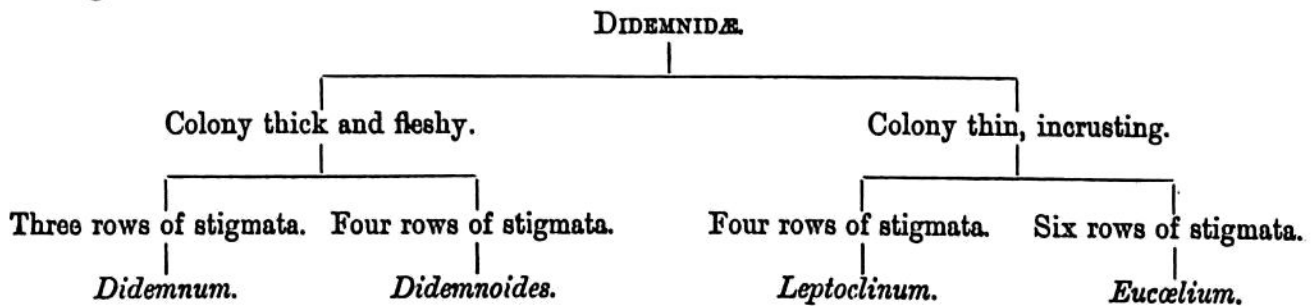 DIDEMNIDÆ.
Colony thick and fleshy. Colony thin, incrusting.
Three rows of stigmata. Four rows of stigmata. Four rows of stigmata. Six rows of stigmata.
Didemnum. Didemnoides. Leptoclinum. Eucœlium.